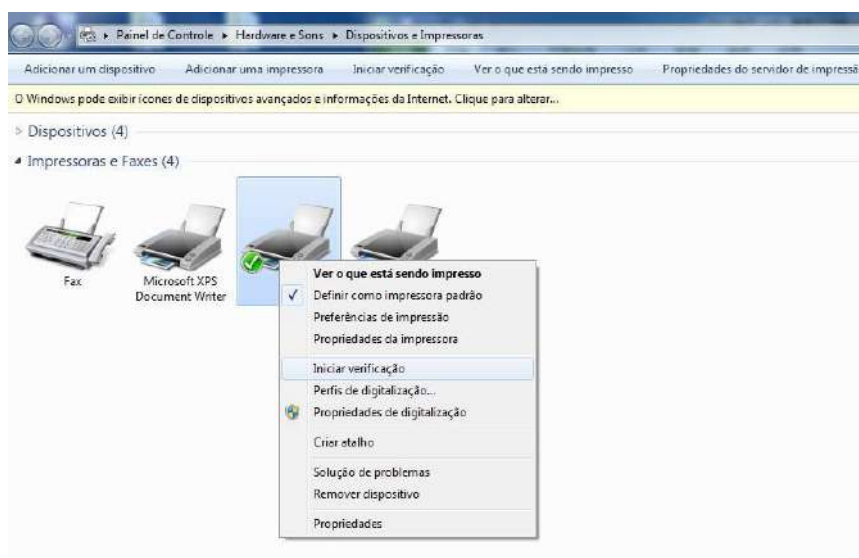 Painel de Controle ▸ Hardware e Sons ▸ Dispositivos e Impressoras
Adicionar um dispositivo Adicionar uma impressora Iniciar verificação Ver o que está sendo impresso Propriedades do servidor de impressã
O Windows pode exibir ícones de dispositivos avançados e informações da Internet. Clique para alterar...
Dispositivos (4)
Impressoras e Faxes (4)
Fax
Microsoft XPS
Document Writer
Ver o que está sendo impresso
Definir como impressora padrão
Preferências de impressão
Propriedades da impressora
Iniciar verificação
Perfis de digitalização...
Propriedades de digitalização
Criar atalho
Solução de problemas
Remover dispositivo
Propriedades